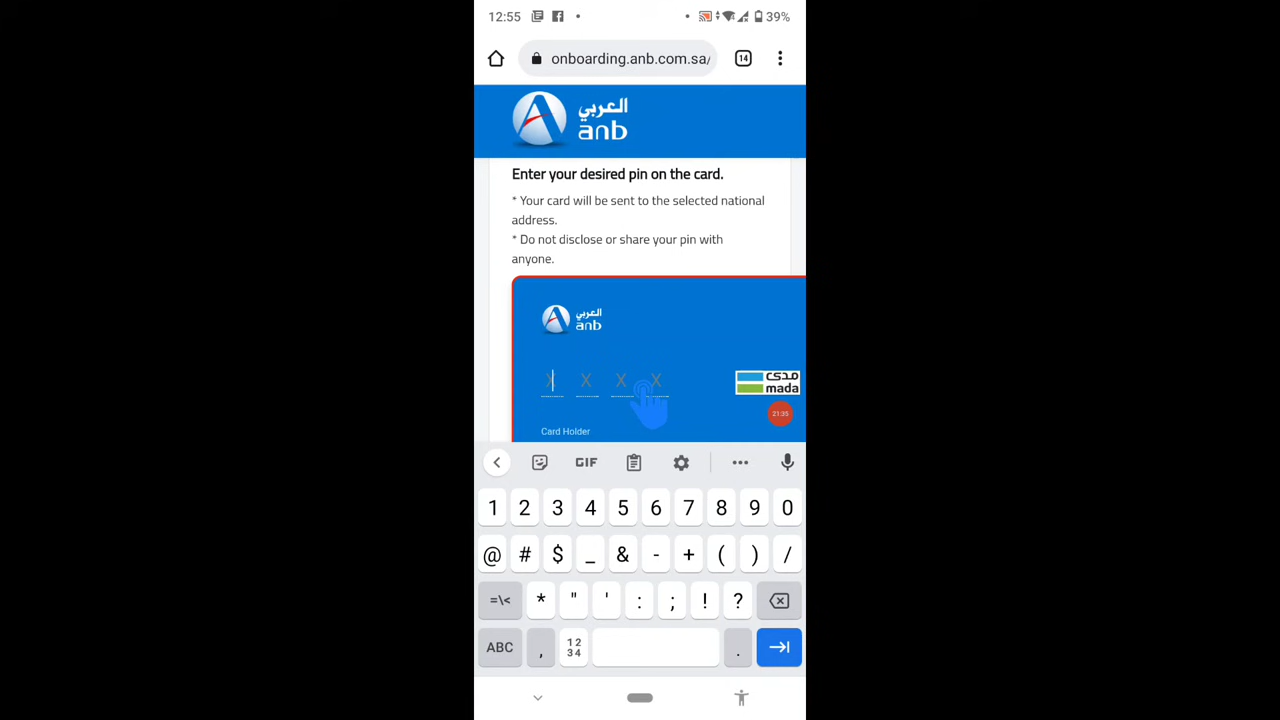 12:55
39%
onboarding.anb.com.sa/
14
العربي
anb
Enter your desired pin on the card.
* Your card will be sent to the selected national
address.
* Do not disclose or share your pin with
anyone.
العربي
anb
X X X X
مدى
mada
21:35
Card Holder
GIF
1 2 3 4 5 6 7 8 9 0
@ # $ _ & - + ( ) /
=\< * " ' : ; ! ?
ABC , 12 34 .